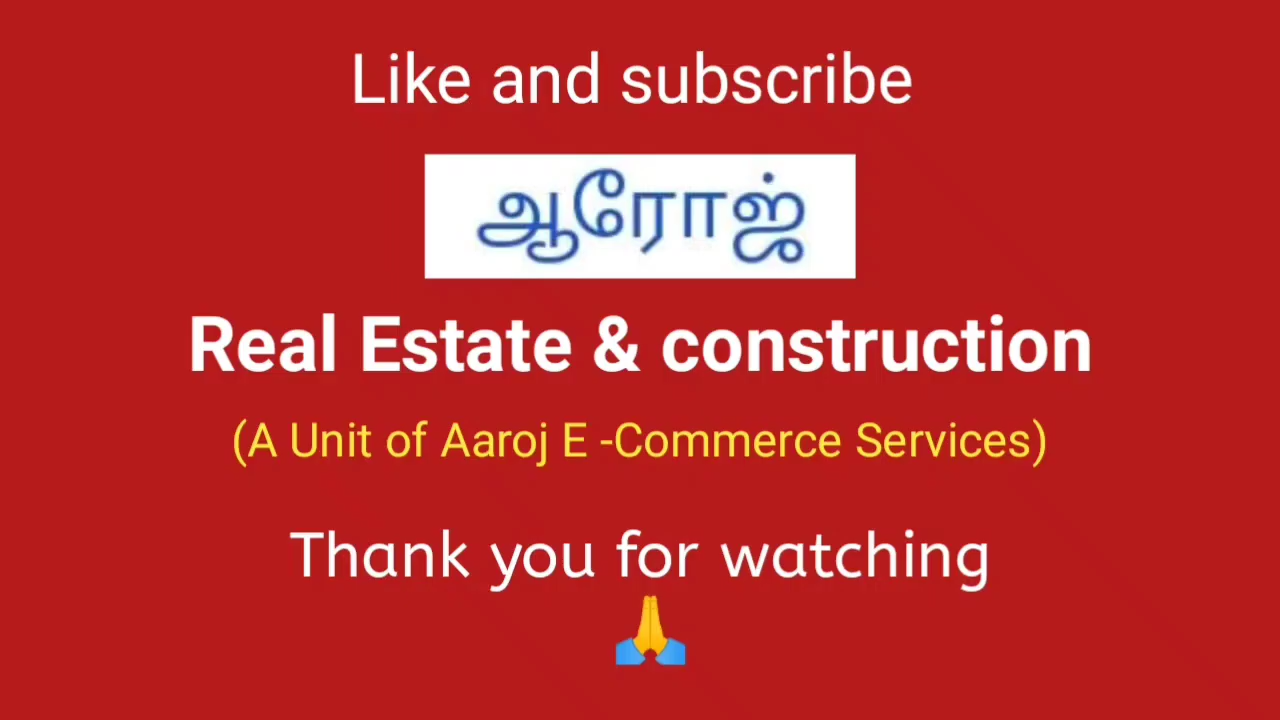 Like and subscribe
ஆரோஜ்
Real Estate & construction
(A Unit of Aaroj E -Commerce Services)
Thank you for watching
🙏